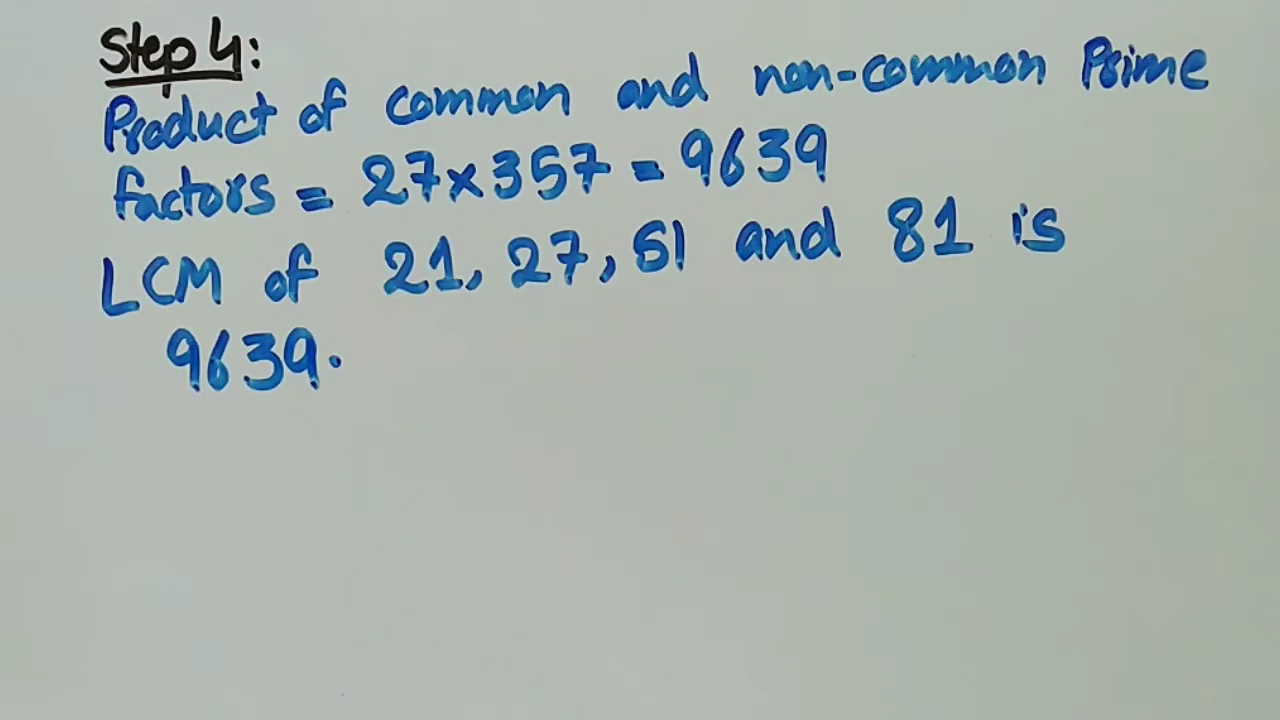 Step 4:
Product of common and non-common Prime
factors = 27×357 = 9639
LCM of 21, 27, 51 and 81 is
9639.